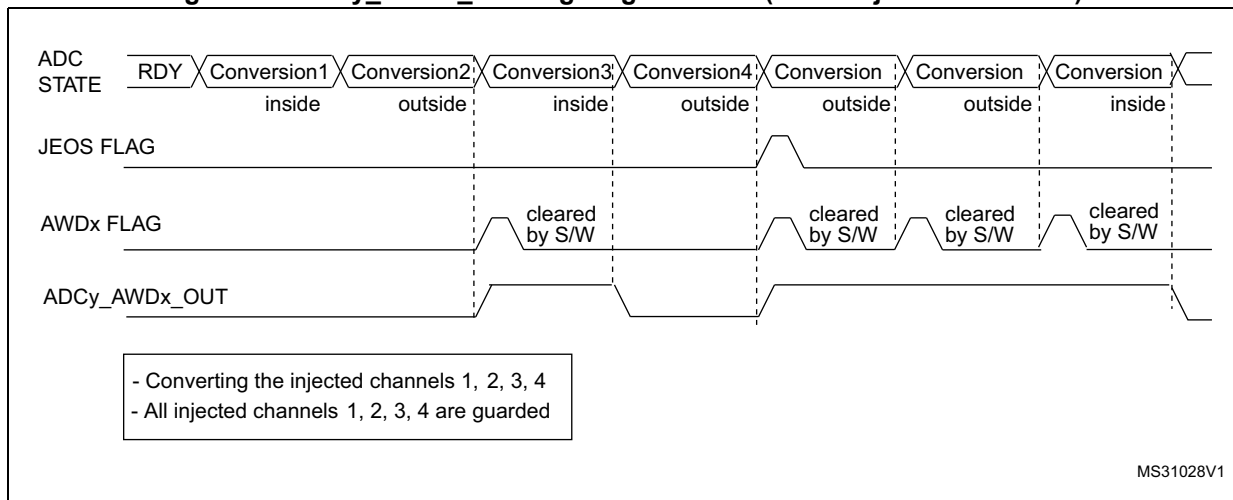 ADC
STATE
RDY Conversion1 Conversion2 Conversion3 Conversion4 Conversion Conversion Conversion
inside outside inside outside outside outside inside
JEOS FLAG
AWDx FLAG
cleared
by S/W
cleared
by S/W
cleared
by S/W
cleared
by S/W
ADCy_AWDx_OUT
- Converting the injected channels 1, 2, 3, 4
- All injected channels 1, 2, 3, 4 are guarded
MS31028V1